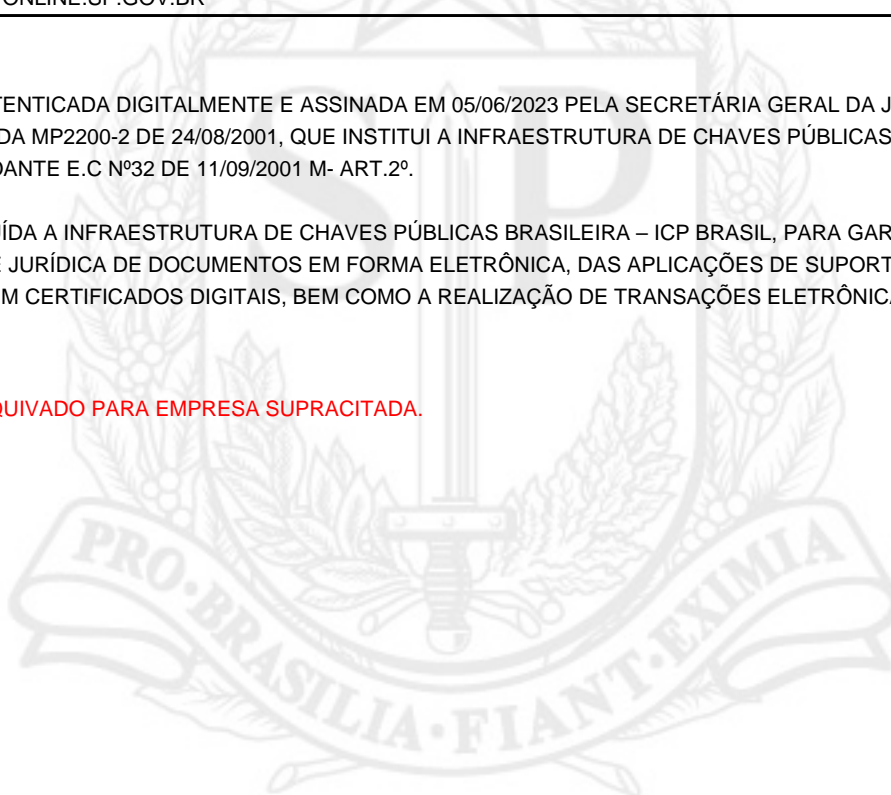 ONLINE.SP.GOV.BR
TENTICADA DIGITALMENTE E ASSINADA EM 05/06/2023 PELA SECRETÁRIA GERAL DA J
DA MP2200-2 DE 24/08/2001, QUE INSTITUI A INFRAESTRUTURA DE CHAVES PÚBLICAS
DANTE E.C Nº32 DE 11/09/2001 M- ART.2º.
ÍDA A INFRAESTRUTURA DE CHAVES PÚBLICAS BRASILEIRA – ICP BRASIL, PARA GAR
E JURÍDICA DE DOCUMENTOS EM FORMA ELETRÔNICA, DAS APLICAÇÕES DE SUPORT
M CERTIFICADOS DIGITAIS, BEM COMO A REALIZAÇÃO DE TRANSAÇÕES ELETRÔNICA
QUIVADO PARA EMPRESA SUPRACITADA.
SP
PRO·BRASILIA·FIANT·EXIMIA